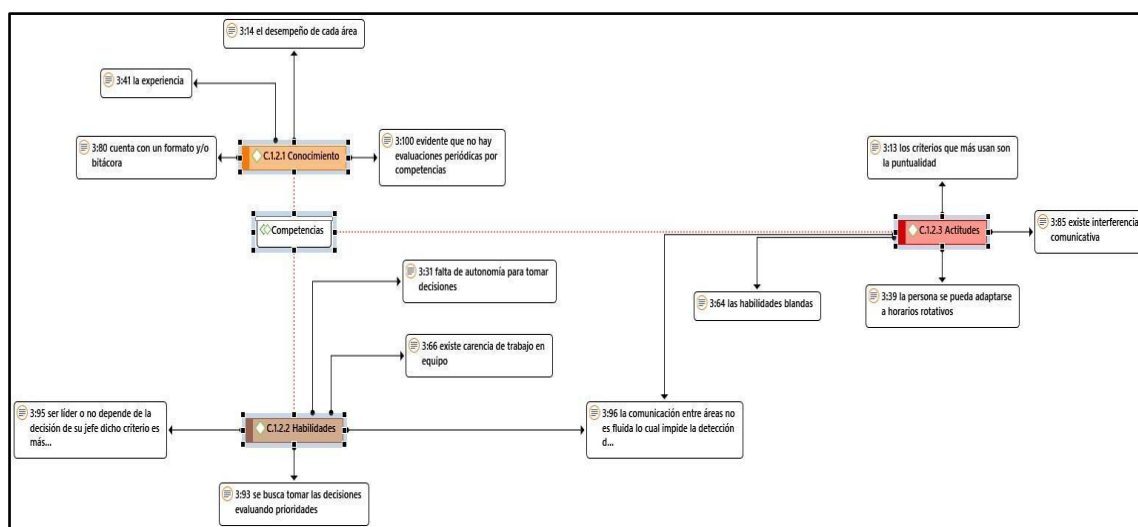 3:14 el desempeño de cada área
3:41 la experiencia
3:80 cuenta con un formato y/o
bitácora
C.1.2.1 Conocimiento
3:100 evidente que no hay
evaluaciones periódicas por
competencias
3:13 los criterios que más usan son
la puntualidad
Competencias
C.1.2.3 Actitudes
3:85 existe interferencia
comunicativa
3:31 falta de autonomía para tomar
decisiones
3:64 las habilidades blandas
3:39 la persona se pueda adaptarse
a horarios rotativos
3:66 existe carencia de trabajo en
equipo
3:95 ser líder o no depende de la
decisión de su jefe dicho criterio es
más...
C.1.2.2 Habilidades
3:96 la comunicación entre áreas no
es fluida lo cual impide la detección
d...
3:93 se busca tomar las decisiones
evaluando prioridades